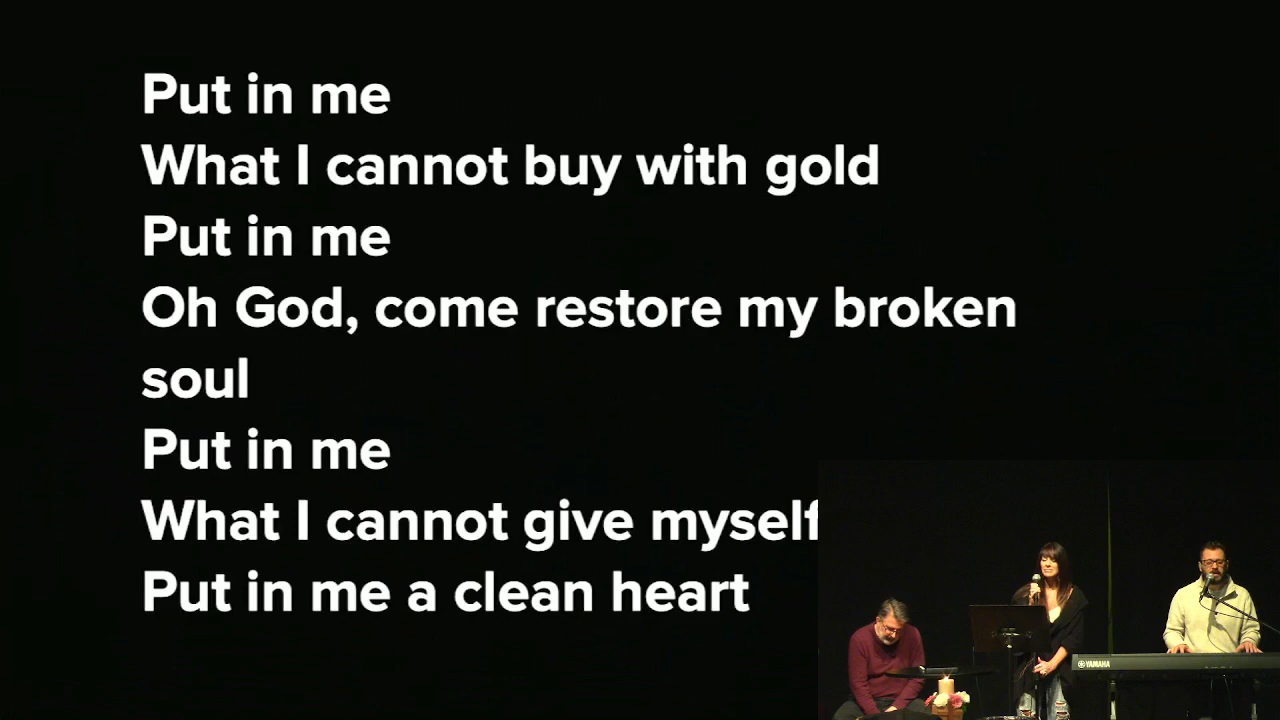 Put in me
What I cannot buy with gold
Put in me
Oh God, come restore my broken
soul
Put in me
What I cannot give myself
Put in me a clean heart
YAMAHA